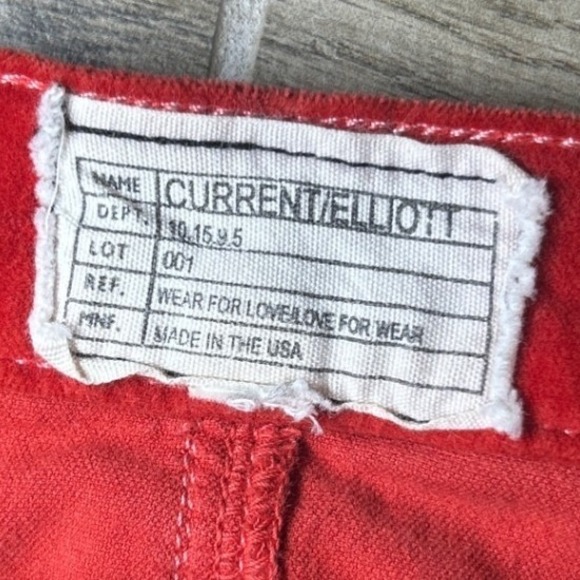 NAME CURRENT/ELLIOTT
DEPT. 10.15.9.5
LOT 001
REF. WEAR FOR LOVE/LOVE FOR WEAR
MNF. MADE IN THE USA